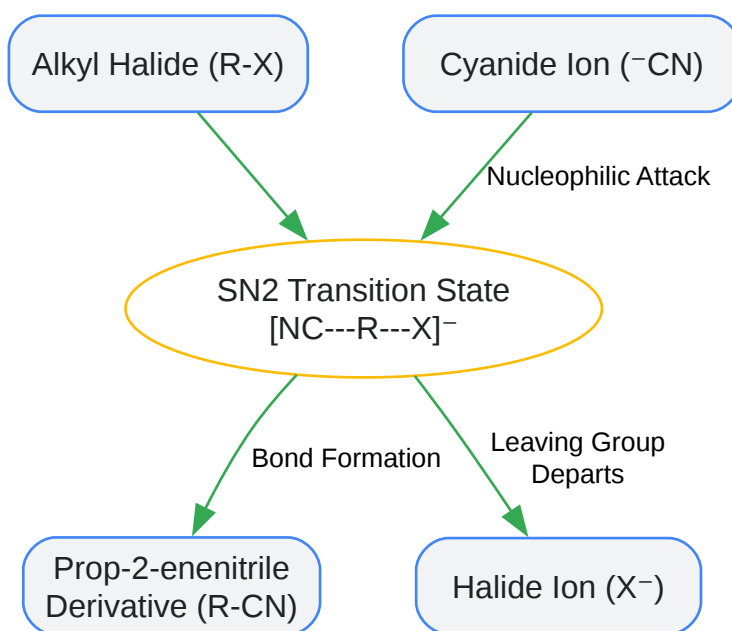 Alkyl Halide (R-X)
Cyanide Ion (⁻CN)
Nucleophilic Attack
SN2 Transition State
[NC---R---X]⁻
Bond Formation
Leaving Group
Departs
Prop-2-enenitrile
Derivative (R-CN)
Halide Ion (X⁻)